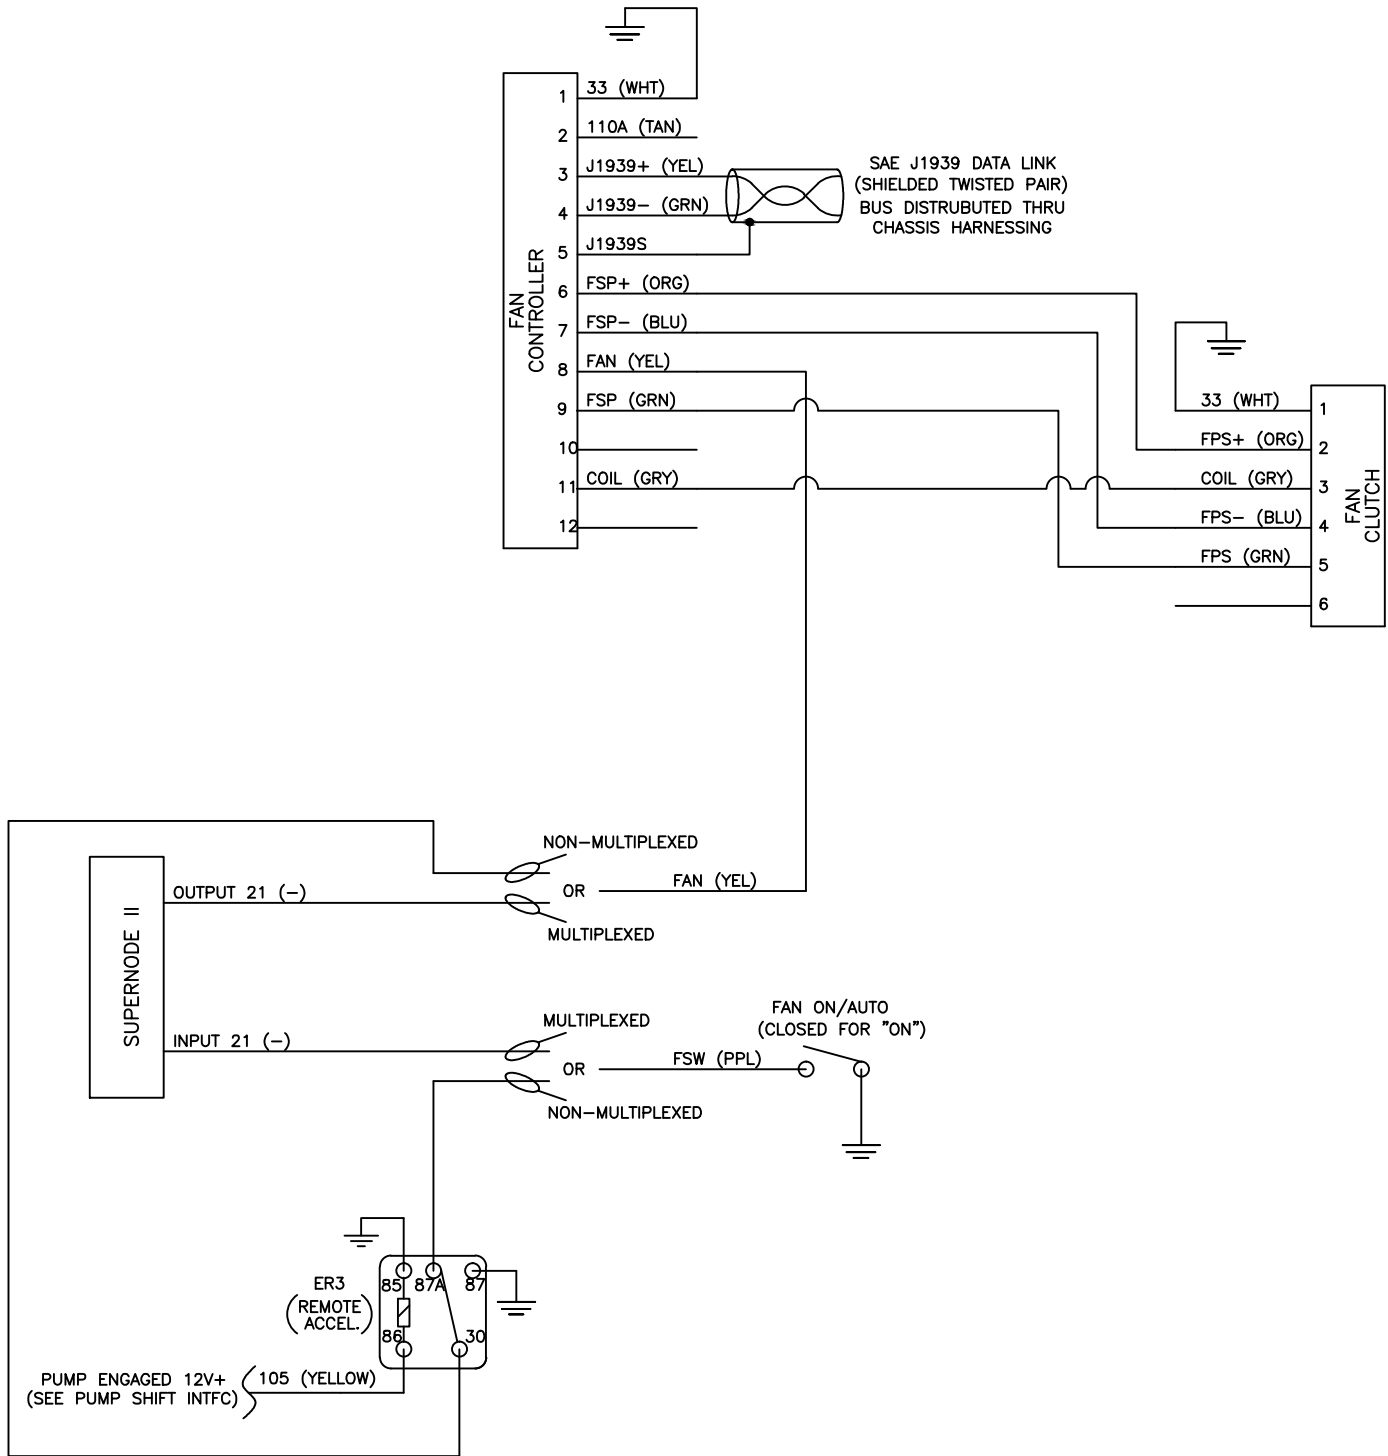 FAN
CONTROLLER
1 33 (WHT)
2 110A (TAN)
3 J1939+ (YEL)
4 J1939- (GRN)
5 J1939S
6 FSP+ (ORG)
7 FSP- (BLU)
8 FAN (YEL)
9 FSP (GRN)
10
11 COIL (GRY)
12
SAE J1939 DATA LINK
(SHIELDED TWISTED PAIR)
BUS DISTRUBUTED THRU
CHASSIS HARNESSING
33 (WHT) 1
FPS+ (ORG) 2
COIL (GRY) 3
FPS- (BLU) 4
FPS (GRN) 5
6
FAN
CLUTCH
NON-MULTIPLEXED
OR
FAN (YEL)
MULTIPLEXED
SUPERNODE II
OUTPUT 21 (-)
INPUT 21 (-)
MULTIPLEXED
OR
FSW (PPL)
NON-MULTIPLEXED
FAN ON/AUTO
(CLOSED FOR "ON")
ER3
(REMOTE
ACCEL.)
85 87A 87
86 30
PUMP ENGAGED 12V+
(SEE PUMP SHIFT INTFC)
105 (YELLOW)